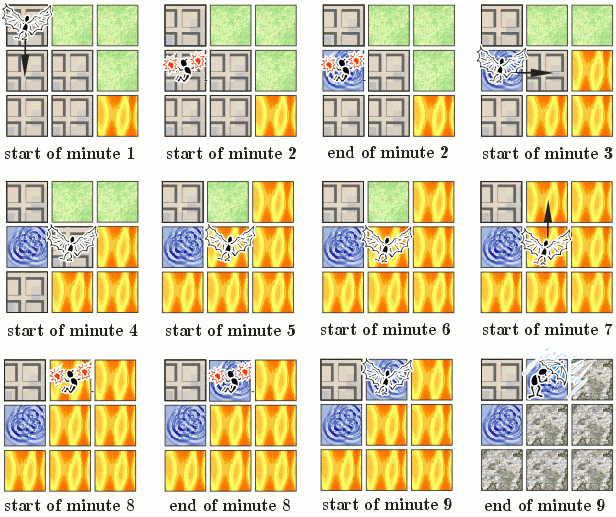 start of minute 1
start of minute 2
end of minute 2
start of minute 3
start of minute 4
start of minute 5
start of minute 6
start of minute 7
start of minute 8
end of minute 8
start of minute 9
end of minute 9